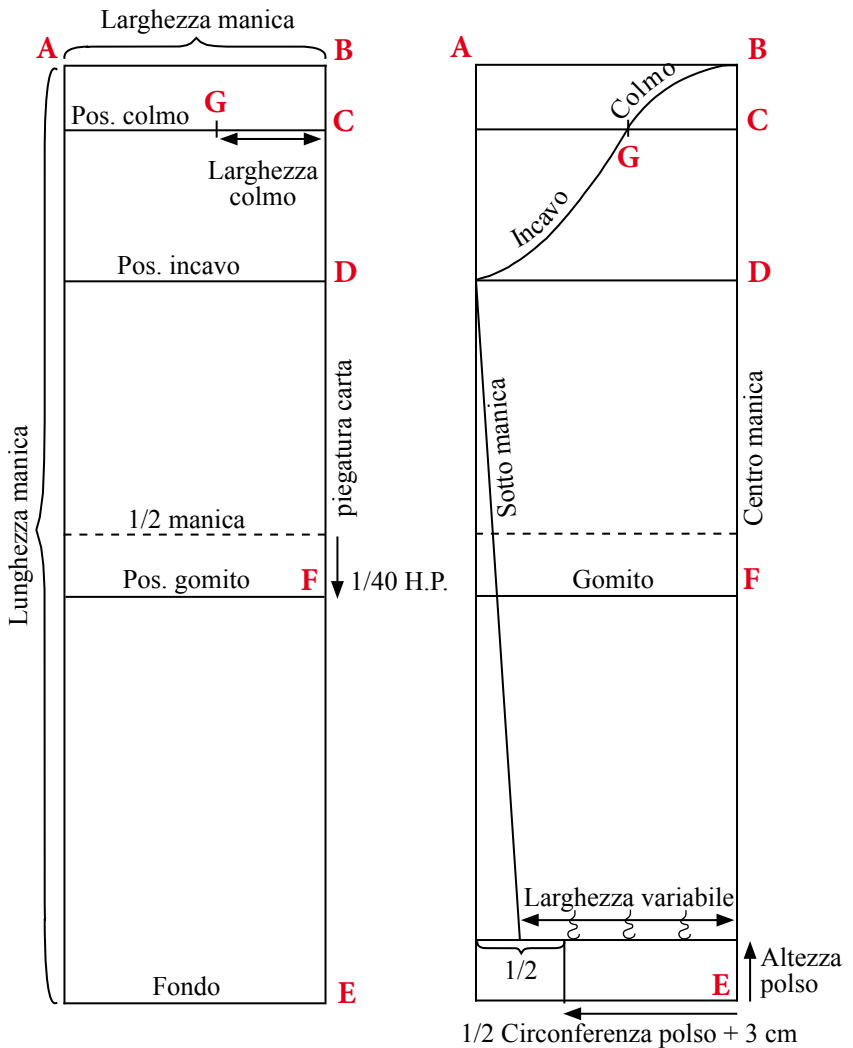 Larghezza manica
A
B
G
Pos. colmo
C
Larghezza
colmo
Pos. incavo
D
piegatura carta
Lunghezza manica
1/2 manica
Pos. gomito
F
1/40 H.P.
Fondo
E
A
B
Colmo
C
G
Incavo
D
Sotto manica
Centro manica
Gomito
F
Larghezza variabile
1/2
E
Altezza
polso
1/2 Circonferenza polso + 3 cm